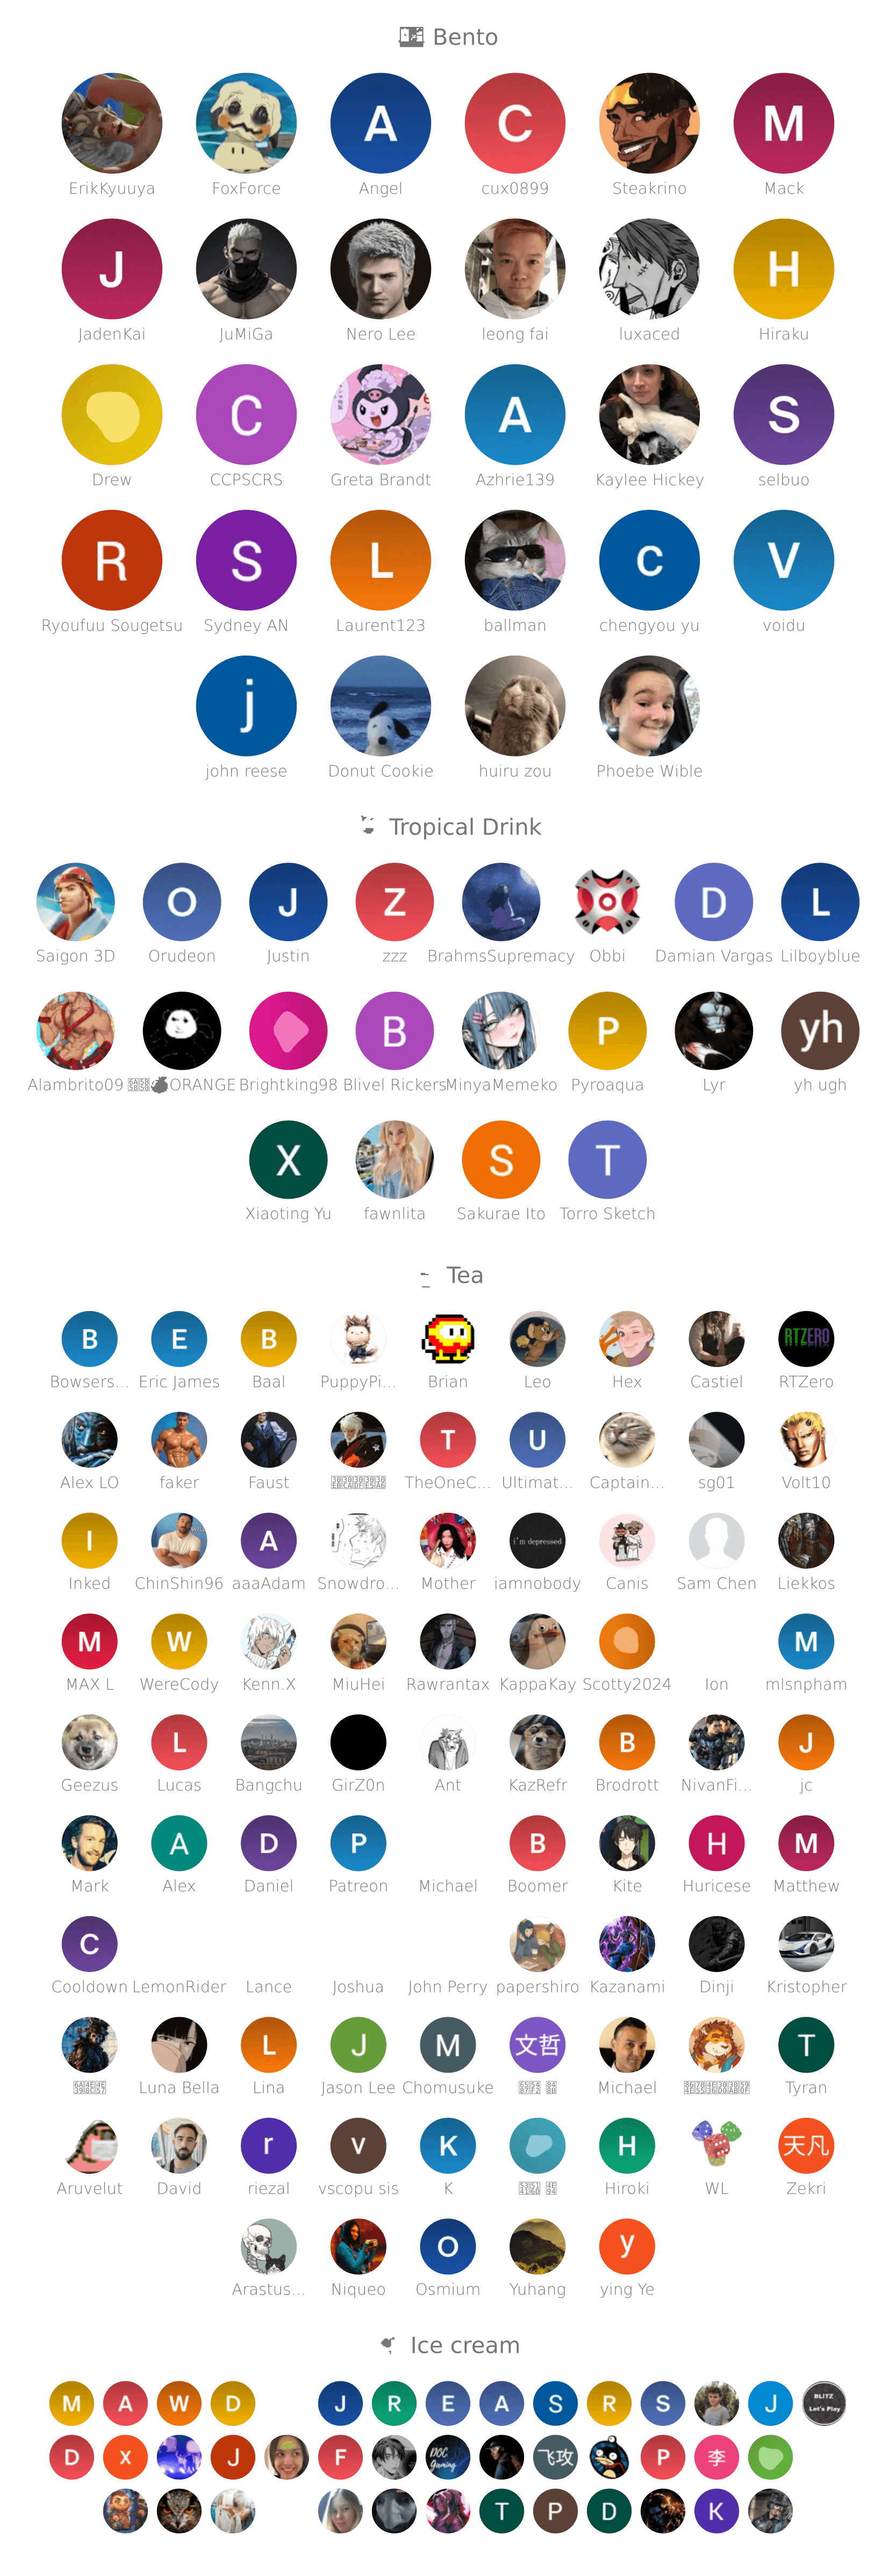 Bento
A C M
ErikKyuuya FoxForce Angel cux0899 Steakrino Mack
J H
JadenKai JuMiGa Nero Lee leong fai luxaced Hiraku
C A S
Drew CCPSCRS Greta Brandt Azhrie139 Kaylee Hickey selbuo
R S L c V
Ryoufuu Sougetsu Sydney AN Laurent123 ballman chengyou yu voidu
j
john reese Donut Cookie huiru zou Phoebe Wible
Tropical Drink
O J Z D L
Saigon 3D Orudeon Justin zzz BrahmsSupremacy Obbi Damian Vargas Lilboyblue
B P yh
Alambrito09 ORANGE Brightking98 Blivel Rickers MinyaMemeko Pyroaqua Lyr yh ugh
X S T
Xiaoting Yu fawnlita Sakurae Ito Torro Sketch
Tea
B E B RTZERO
Bowsers... Eric James Baal PuppyPi... Brian Leo Hex Castiel RTZero
T U
Alex LO faker Faust TheOneC... Ultimat... Captain... sg01 Volt10
I A i'm depressed
Inked ChinShin96 aaaAdam Snowdro... Mother iamnobody Canis Sam Chen Liekkos
M W M
MAX L WereCody Kenn.X MiuHei Rawrantax KappaKay Scotty2024 Ion mlsnpham
L B J
Geezus Lucas Bangchu GirZ0n Ant KazRefr Brodrott NivanFi... jc
A D P B H M
Mark Alex Daniel Patreon Michael Boomer Kite Huricese Matthew
C
Cooldown LemonRider Lance Joshua John Perry papershiro Kazanami Dinji Kristopher
L J M 文哲 T
Luna Bella Lina Jason Lee Chomusuke Michael Tyran
r v K H 天凡
Aruvelut David riezal vscopu sis K Hiroki WL Zekri
O y
Arastus... Niqueo Osmium Yuhang ying Ye
Ice cream
M A W D J R E A S R S J BLITZ Let's Play
D X J F DOC Gaming 飞攻 P 李
T P D K